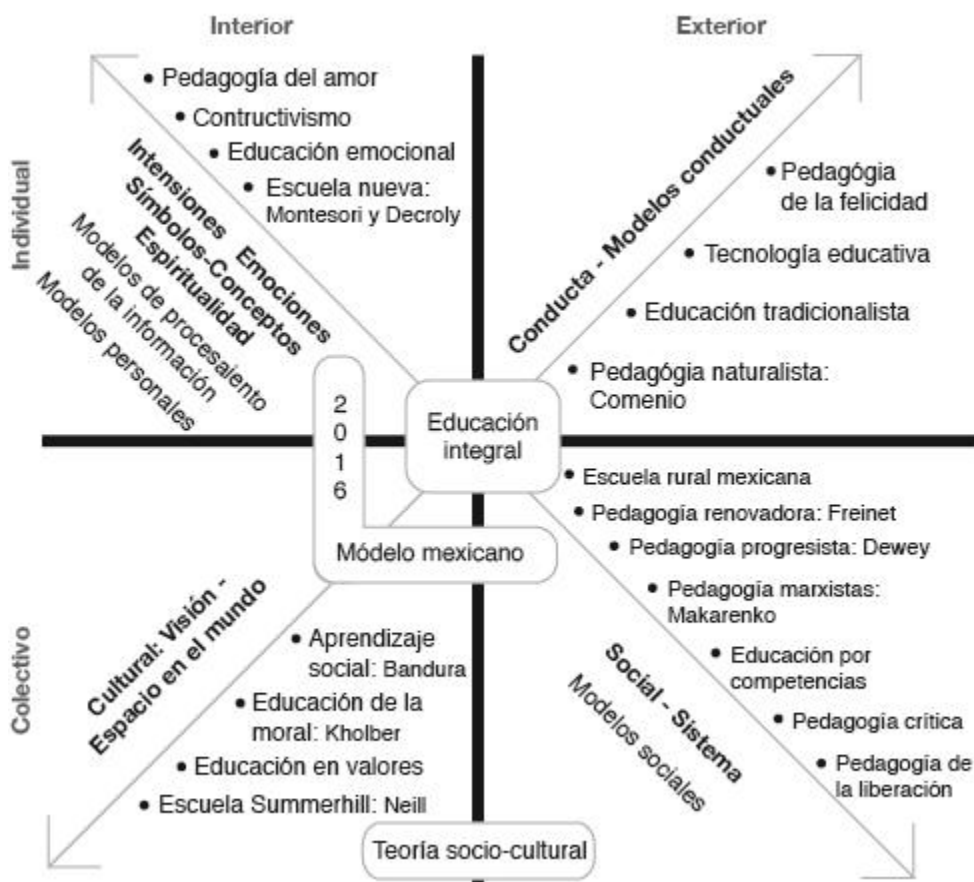 Interior
Exterior
Individual
Colectivo
• Pedagogía del amor
• Contructivismo
• Educación emocional
• Escuela nueva:
Montesori y Decroly
Intensiones Emociones
Símbolos-Conceptos
Espiritualidad
Modelos de procesaiento
de la información
Modelos personales
Conducta - Modelos conductuales
• Pedagógia
de la felicidad
• Tecnología educativa
• Educación tradicionalista
• Pedagógia naturalista:
Comenio
2
0
1
6
Educación
integral
Módelo mexicano
• Escuela rural mexicana
• Pedagogía renovadora: Freinet
• Pedagogía progresista: Dewey
• Pedagogía marxistas:
Makarenko
• Educación por
competencias
• Pedagogía crítica
• Pedagogía de
la liberación
Social - Sistema
Modelos sociales
Cultural: Visión -
Espacio en el mundo
• Aprendizaje
social: Bandura
• Educación de la
moral: Kholber
• Educación en valores
• Escuela Summerhill: Neill
Teoría socio-cultural